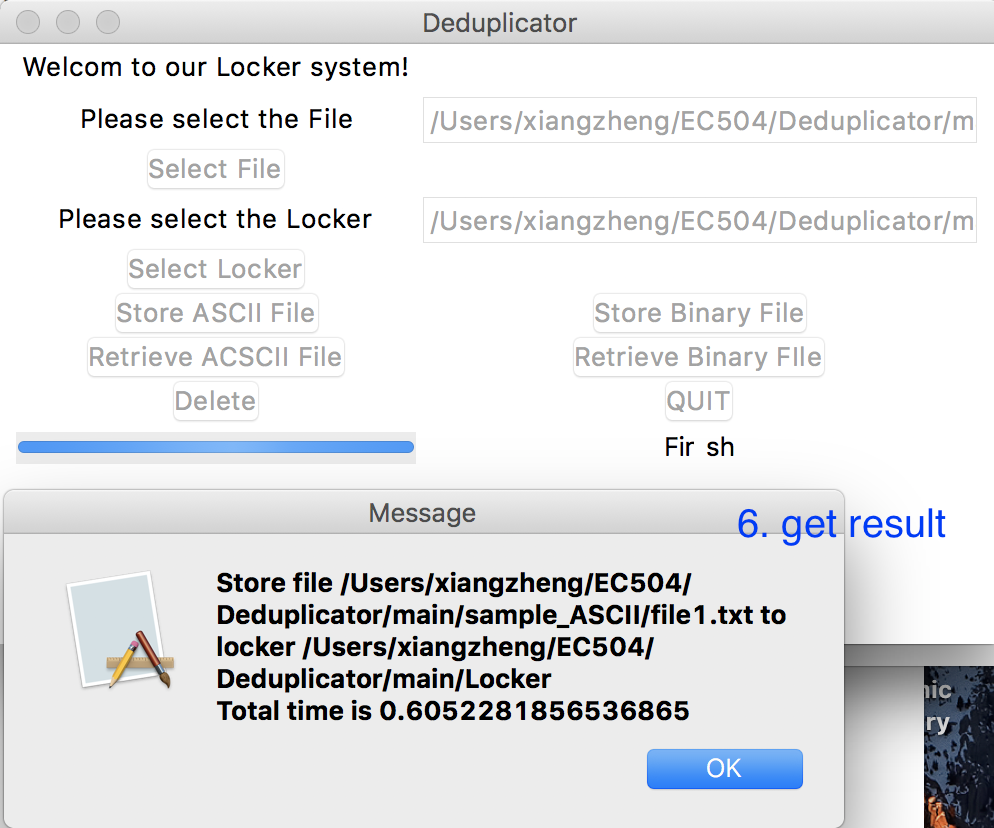 Deduplicator
Welcom to our Locker system!
Please select the File
/Users/xiangzheng/EC504/Deduplicator/m
Select File
Please select the Locker
/Users/xiangzheng/EC504/Deduplicator/m
Select Locker
Store ASCII File
Store Binary File
Retrieve ACSCII File
Retrieve Binary FIle
Delete
QUIT
Fir sh
Message
6. get result
Store file /Users/xiangzheng/EC504/
Deduplicator/main/sample_ASCII/file1.txt to
locker /Users/xiangzheng/EC504/
Deduplicator/main/Locker
Total time is 0.6052281856536865
OK